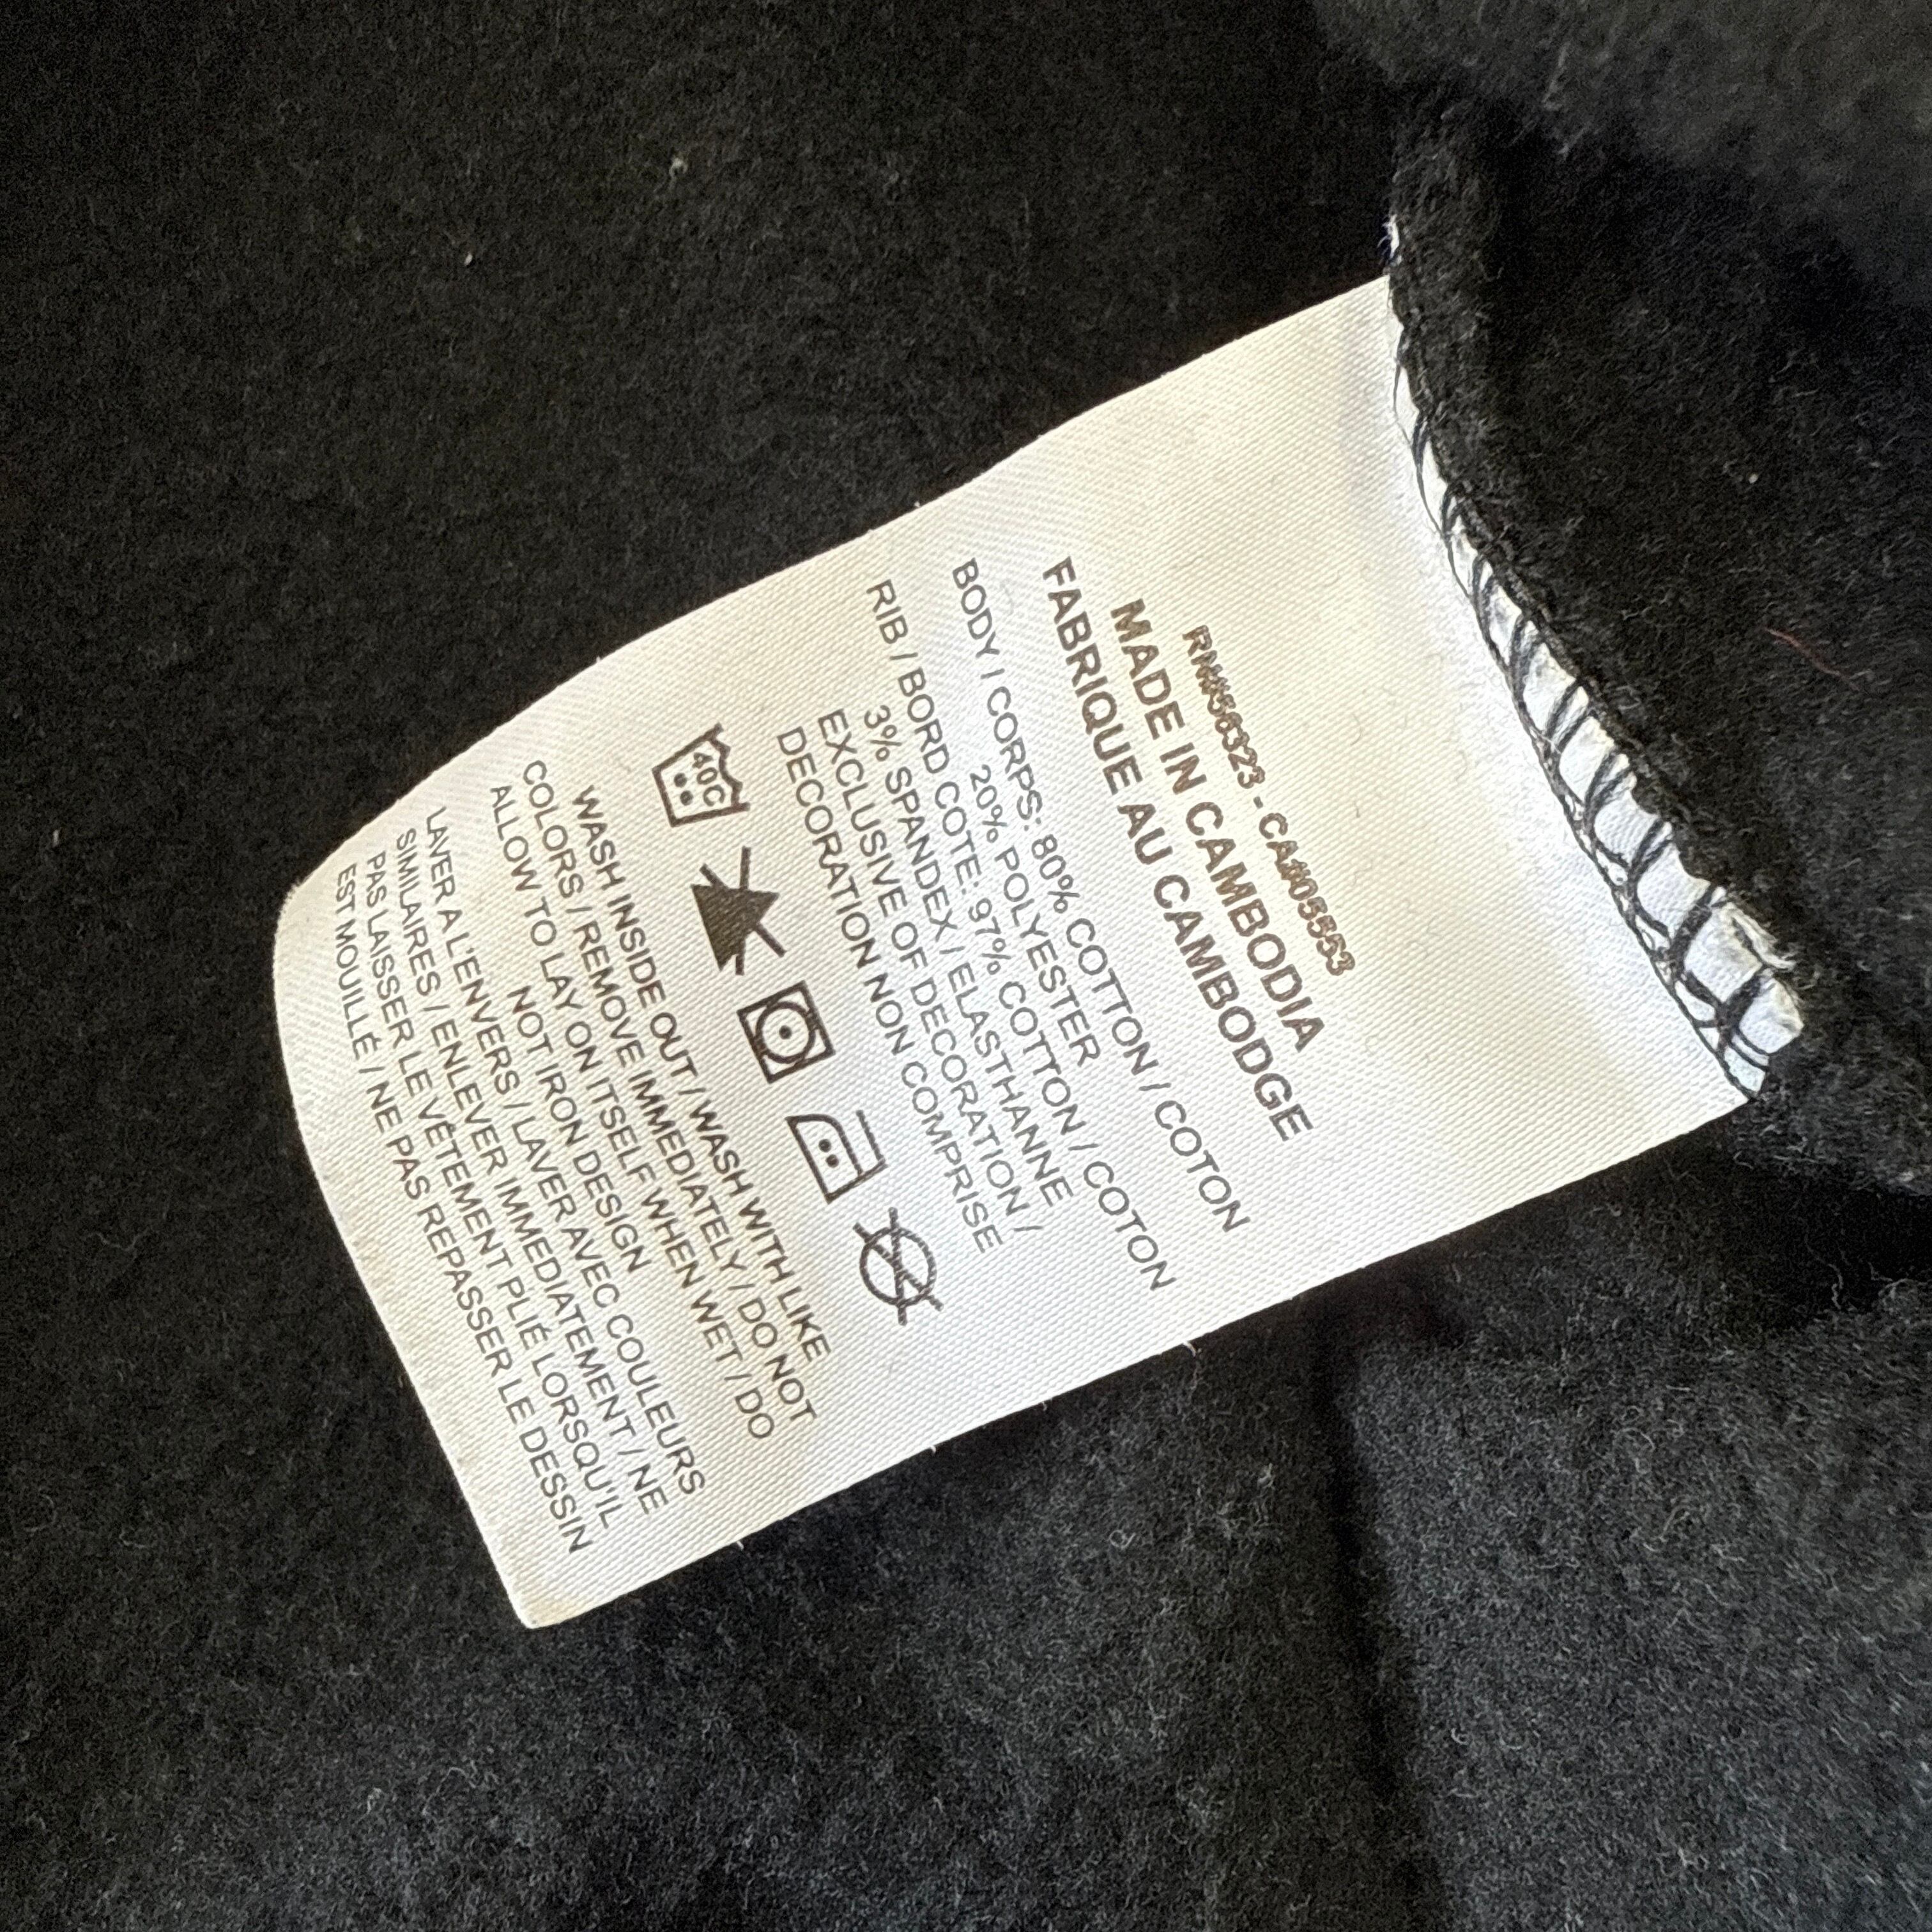 RN#56323 - CA#05553
MADE IN CAMBODIA
FABRIQUE AU CAMBODGE
BODY / CORPS: 80% COTTON / COTON
20% POLYESTER
RIB / BORD COTE: 97% COTTON / COTON
3% SPANDEX / ELASTHANNE
EXCLUSIVE OF DECORATION /
DECORATION NON COMPRISE
40C
WASH INSIDE OUT / WASH WITH LIKE
COLORS / REMOVE IMMEDIATELY / DO NOT
ALLOW TO LAY ON ITSELF WHEN WET / DO
NOT IRON DESIGN
LAVER A L'ENVERS / LAVER AVEC COULEURS
SIMILAIRES / ENLEVER IMMEDIATEMENT / NE
PAS LAISSER LE VÊTEMENT PLIÉ LORSQU'IL
EST MOUILLÉ / NE PAS REPASSER LE DESSIN